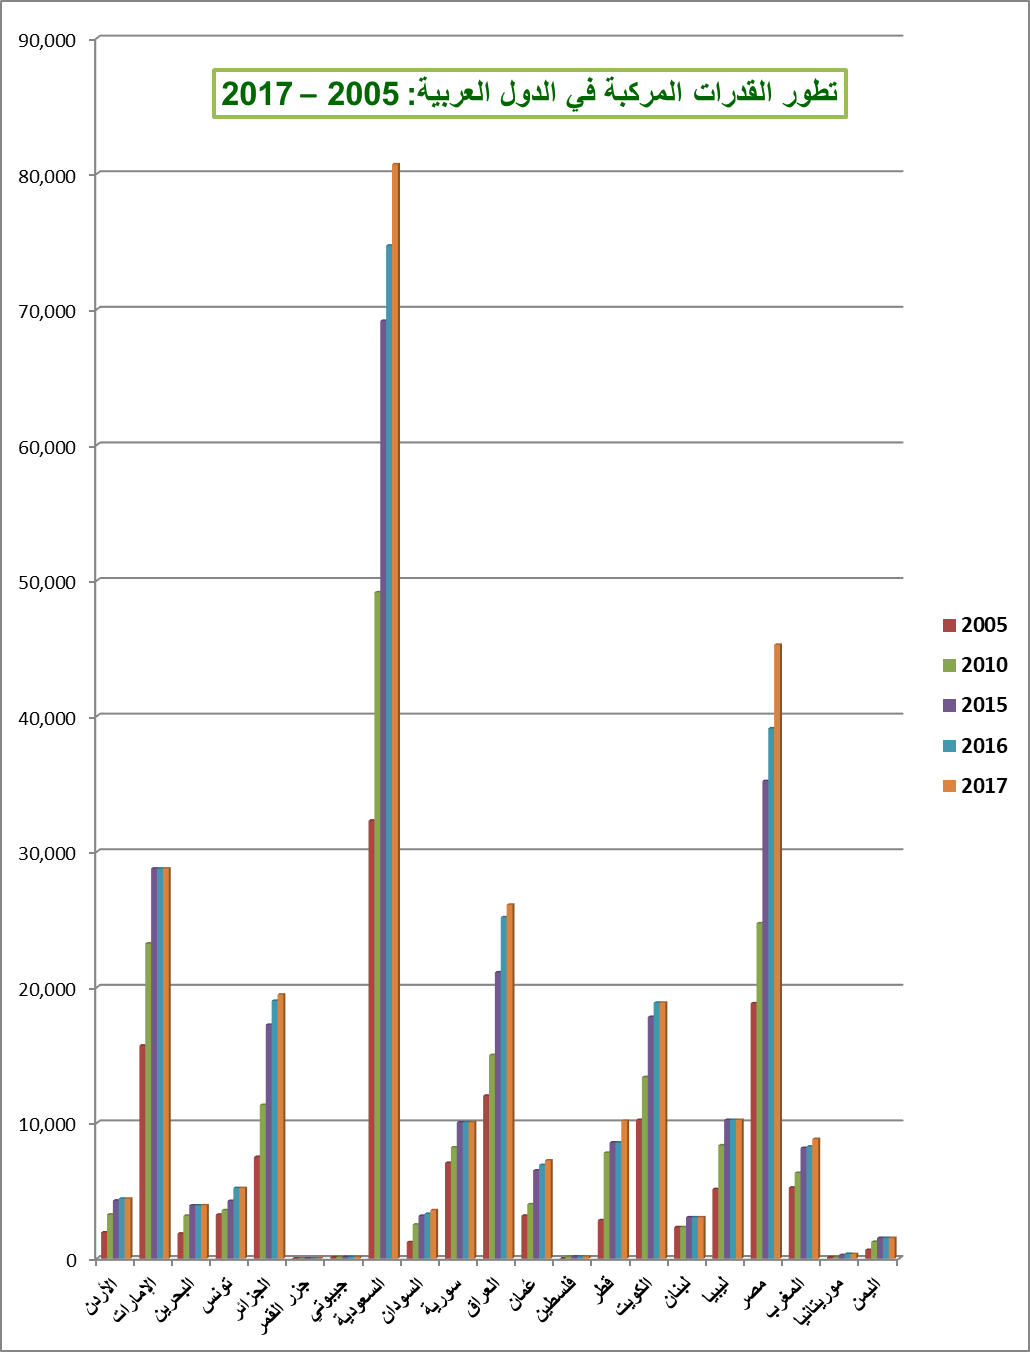 تطور القدرات المركبة في الدول العربية: 2005 – 2017
90,000
80,000
70,000
60,000
50,000
40,000
30,000
20,000
10,000
0
2005
2010
2015
2016
2017
الأردن
الإمارات
البحرين
تونس
الجزائر
جزر القمر
جيبوتي
السعودية
السودان
سورية
العراق
عُمان
فلسطين
قطر
الكويت
لبنان
ليبيا
مصر
المغرب
موريتانيا
اليمن